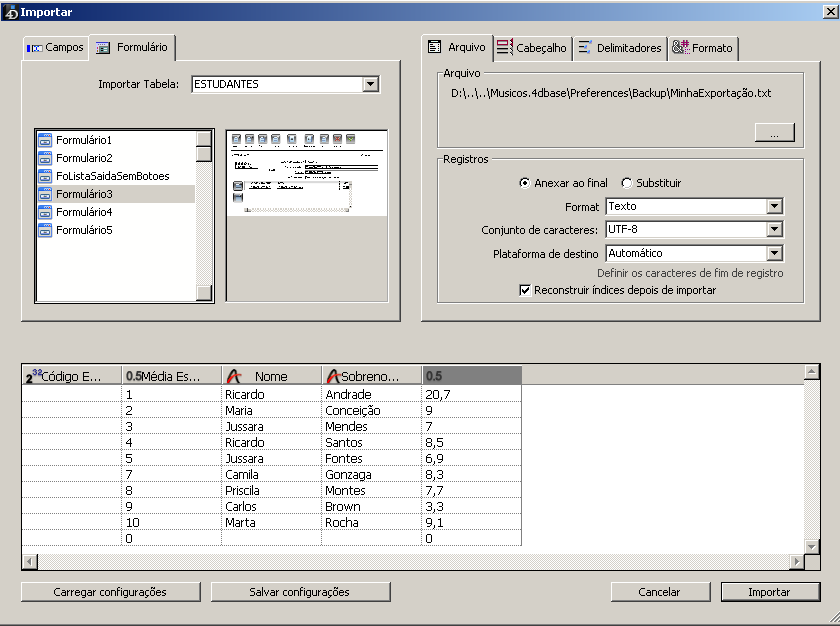 Importar
Campos
Formulário
Importar Tabela: ESTUDANTES
Formulário1
Formulario2
FoListaSaidaSemBotoes
Formulário3
Formulário4
Formulário5
Arquivo
Cabeçalho
Delimitadores
Formato
Arquivo
D:\..\..\Musicos.4dbase\Preferences\Backup\MinhaExportação.txt
...
Registros
Anexar ao final Substituir
Format Texto
Conjunto de caracteres: UTF-8
Plataforma de destino Automático
Definir os caracteres de fim de registro
Reconstruir índices depois de importar
2³² Código E... 0.5 Média Es... A Nome A Sobreno... 0.5
1 Ricardo Andrade 20,7
2 Maria Conceição 9
3 Jussara Mendes 7
4 Ricardo Santos 8,5
5 Jussara Fontes 6,9
7 Camila Gonzaga 8,3
8 Priscila Montes 7,7
9 Carlos Brown 3,3
10 Marta Rocha 9,1
0 0
Carregar configurações
Salvar configurações
Cancelar
Importar